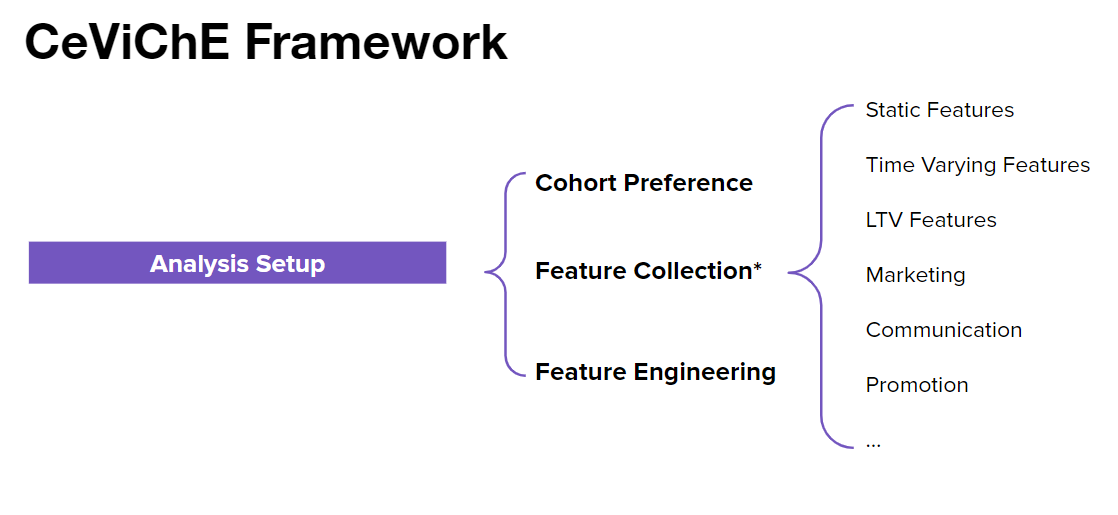 CeViChE Framework
Analysis Setup
Cohort Preference
Feature Collection*
Feature Engineering
Static Features
Time Varying Features
LTV Features
Marketing
Communication
Promotion
...